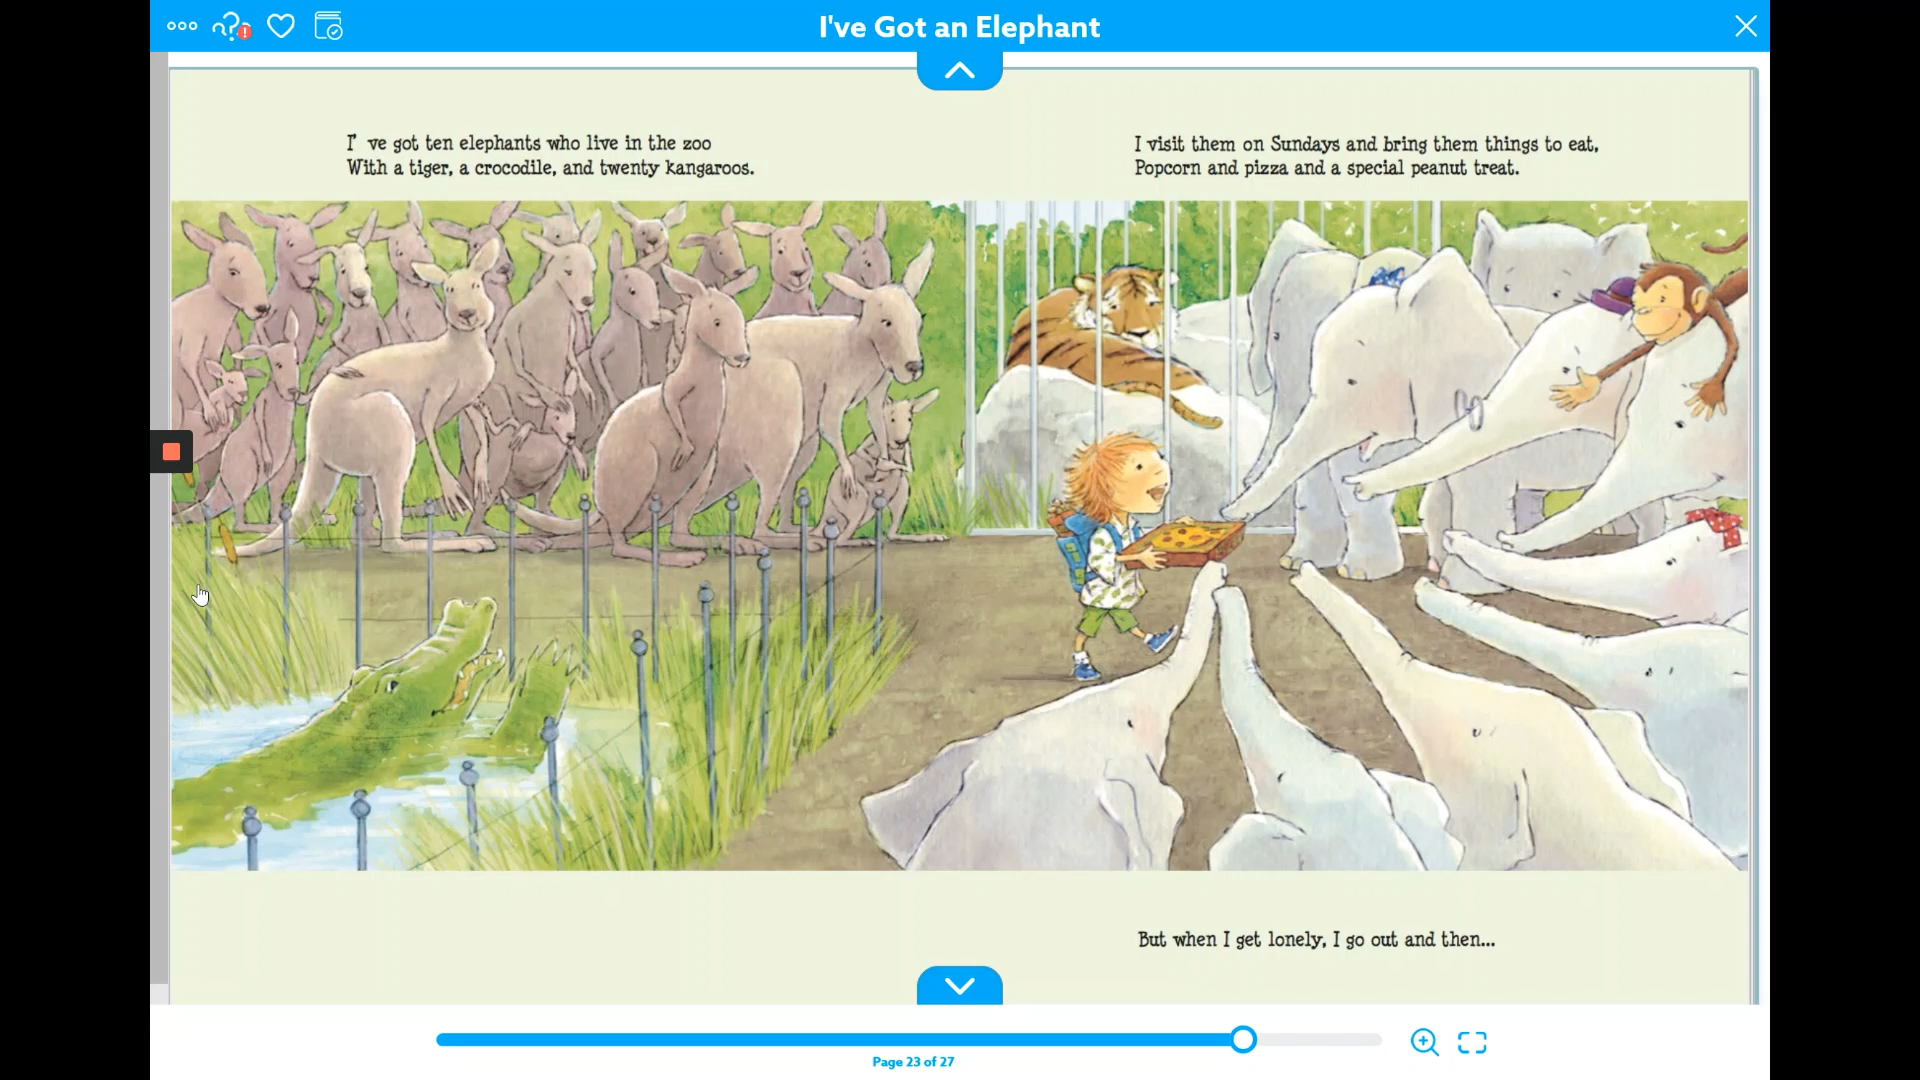 I've Got an Elephant
I' ve got ten elephants who live in the zoo
With a tiger, a crocodile, and twenty kangaroos.
I visit them on Sundays and bring them things to eat,
Popcorn and pizza and a special peanut treat.
But when I get lonely, I go out and then...
Page 23 of 27